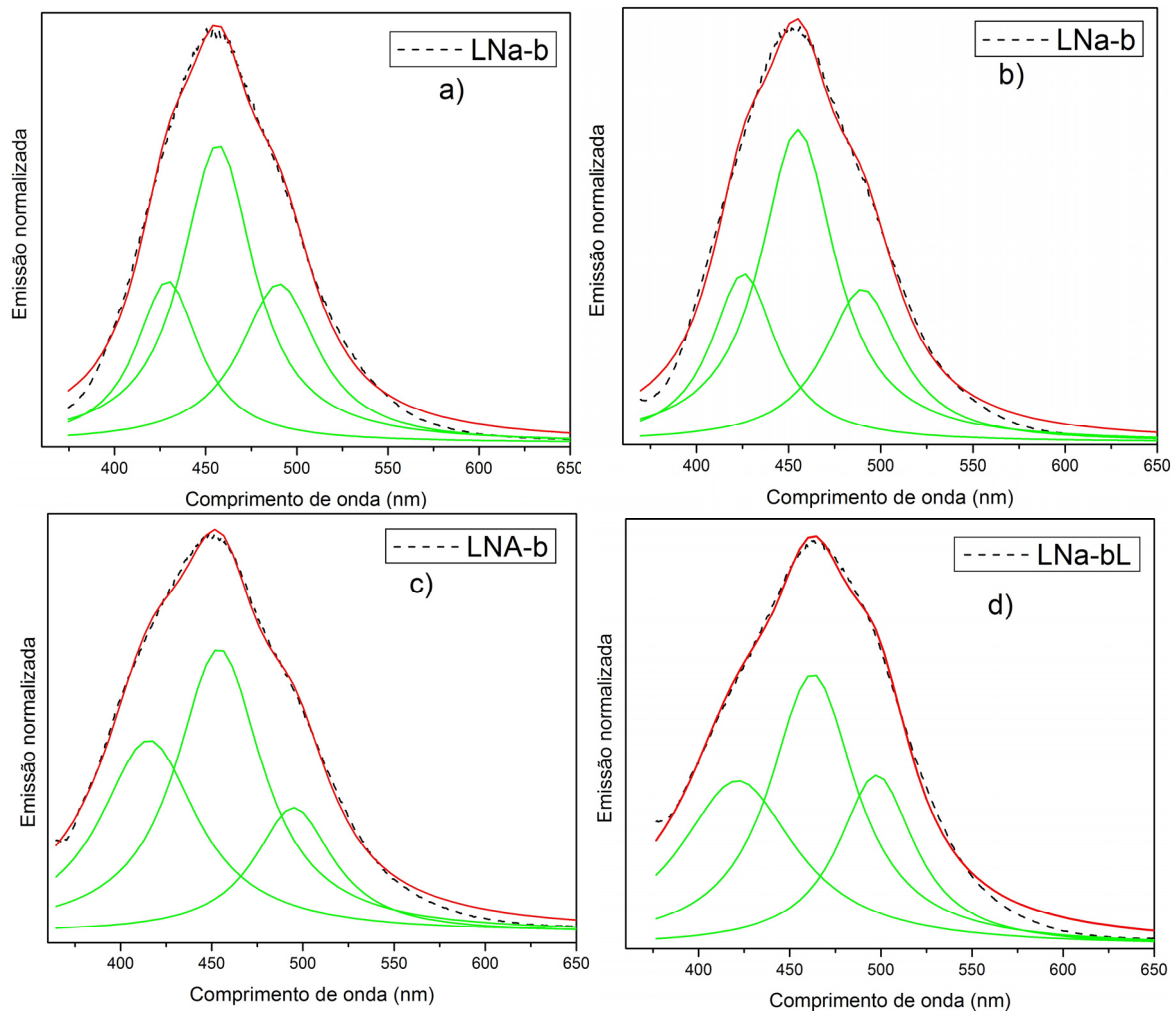 LNa-b
a)
Emissão normalizada
400 450 500 550 600 650
Comprimento de onda (nm)
LNa-b
b)
Emissão normalizada
400 450 500 550 600 650
Comprimento de onda (nm)
LNA-b
c)
Emissão normalizada
400 450 500 550 600 650
Comprimento de onda (nm)
LNa-bL
d)
Emissão normalizada
400 450 500 550 600 650
Comprimento de onda (nm)